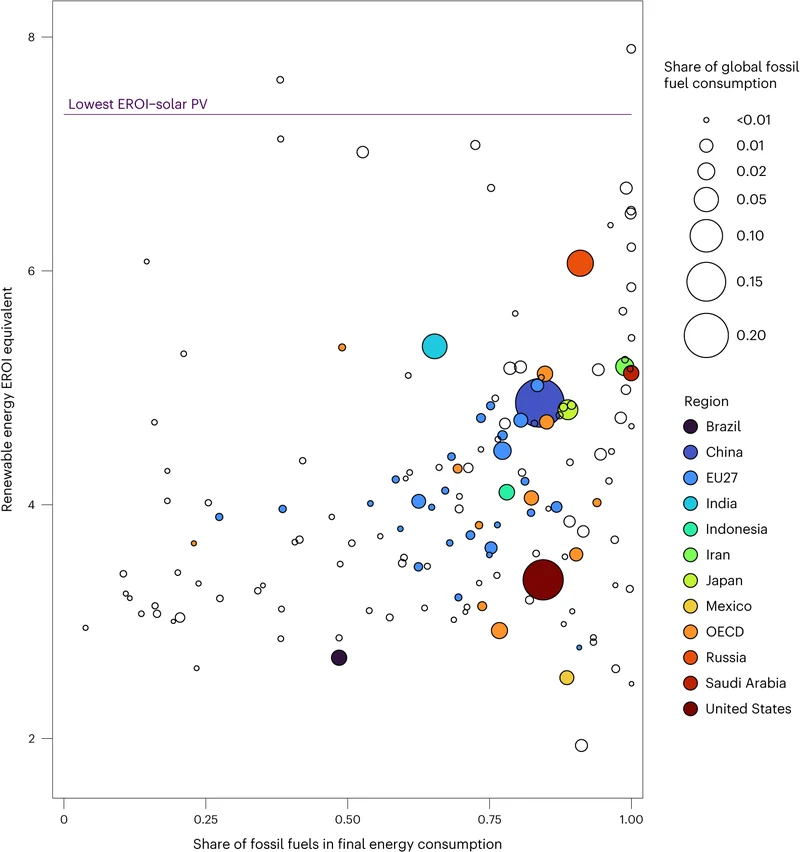 8
6
4
2
Renewable energy EROI equivalent
Lowest EROI–solar PV
0
0.25
0.50
0.75
1.00
Share of fossil fuels in final energy consumption
Share of global fossil
fuel consumption
<0.01
0.01
0.02
0.05
0.10
0.15
0.20
Region
Brazil
China
EU27
India
Indonesia
Iran
Japan
Mexico
OECD
Russia
Saudi Arabia
United States